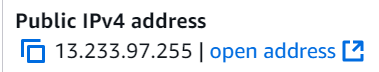 Public IPv4 address
13.233.97.255 | open address